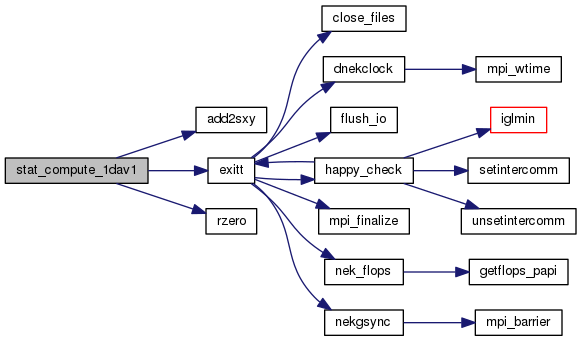 stat_compute_1dav1
add2sxy
exitt
rzero
close_files
dnekclock
flush_io
happy_check
mpi_finalize
nek_flops
nekgsync
mpi_wtime
iglmin
setintercomm
unsetintercomm
getflops_papi
mpi_barrier